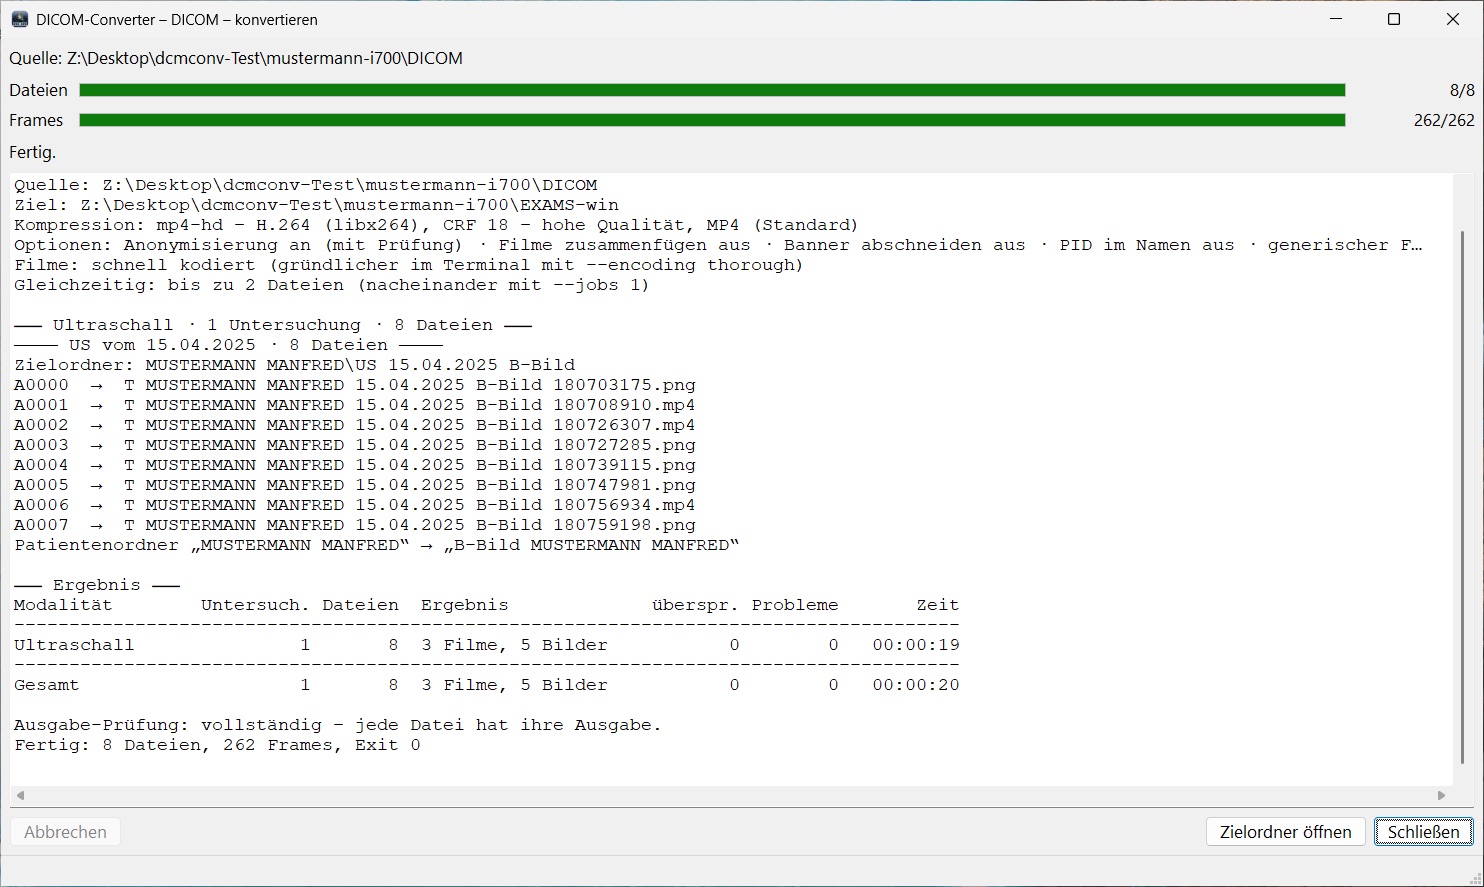 DICOM-Converter – DICOM – konvertieren
Quelle: Z:\Desktop\dcmconv-Test\mustermann-i700\DICOM
Dateien 8/8
Frames 262/262
Fertig.
Quelle: Z:\Desktop\dcmconv-Test\mustermann-i700\DICOM
Ziel: Z:\Desktop\dcmconv-Test\mustermann-i700\EXAMS-win
Kompression: mp4-hd – H.264 (libx264), CRF 18 – hohe Qualität, MP4 (Standard)
Optionen: Anonymisierung an (mit Prüfung) · Filme zusammenfügen aus · Banner abschneiden aus · PID im Namen aus · generischer F…
Filme: schnell kodiert (gründlicher im Terminal mit --encoding thorough)
Gleichzeitig: bis zu 2 Dateien (nacheinander mit --jobs 1)
─── Ultraschall · 1 Untersuchung · 8 Dateien ───
──── US vom 15.04.2025 · 8 Dateien ────
Zielordner: MUSTERMANN MANFRED\US 15.04.2025 B-Bild
A0000 → T MUSTERMANN MANFRED 15.04.2025 B-Bild 180703175.png
A0001 → T MUSTERMANN MANFRED 15.04.2025 B-Bild 180708910.mp4
A0002 → T MUSTERMANN MANFRED 15.04.2025 B-Bild 180726307.mp4
A0003 → T MUSTERMANN MANFRED 15.04.2025 B-Bild 180727285.png
A0004 → T MUSTERMANN MANFRED 15.04.2025 B-Bild 180739115.png
A0005 → T MUSTERMANN MANFRED 15.04.2025 B-Bild 180747981.png
A0006 → T MUSTERMANN MANFRED 15.04.2025 B-Bild 180756934.mp4
A0007 → T MUSTERMANN MANFRED 15.04.2025 B-Bild 180759198.png
Patientenordner „MUSTERMANN MANFRED“ → „B-Bild MUSTERMANN MANFRED“
─── Ergebnis ───
Modalität Untersuch. Dateien Ergebnis überspr. Probleme Zeit
--------------------------------------------------------------------------------------
Ultraschall 1 8 3 Filme, 5 Bilder 0 0 00:00:19
--------------------------------------------------------------------------------------
Gesamt 1 8 3 Filme, 5 Bilder 0 0 00:00:20
Ausgabe-Prüfung: vollständig – jede Datei hat ihre Ausgabe.
Fertig: 8 Dateien, 262 Frames, Exit 0
Abbrechen Zielordner öffnen Schließen